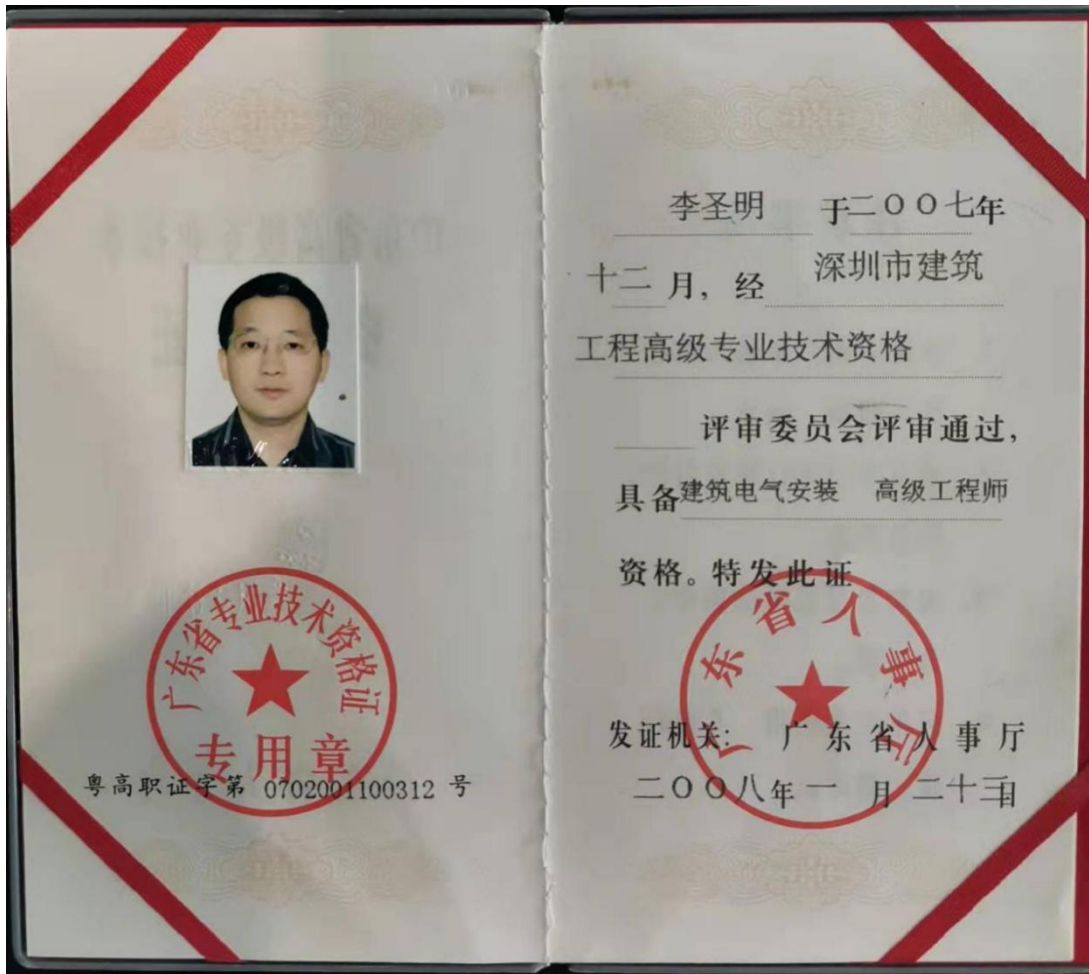 广东省专业技术资格证
专用章
粤高职证字第 0702001100312 号
李圣明 于二〇〇七年
十二月，经 深圳市建筑
工程高级专业技术资格
评审委员会评审通过，
具备建筑电气安装 高级工程师
资格。特发此证
广东省人事厅
发证机关: 广东省人事厅
二〇〇八年一月二十三日